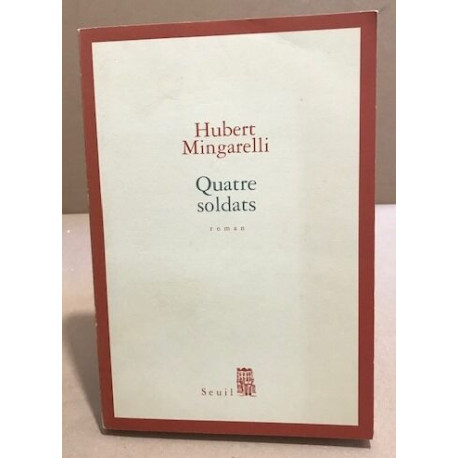 Hubert
Mingarelli
Quatre
soldats
roman
Seuil